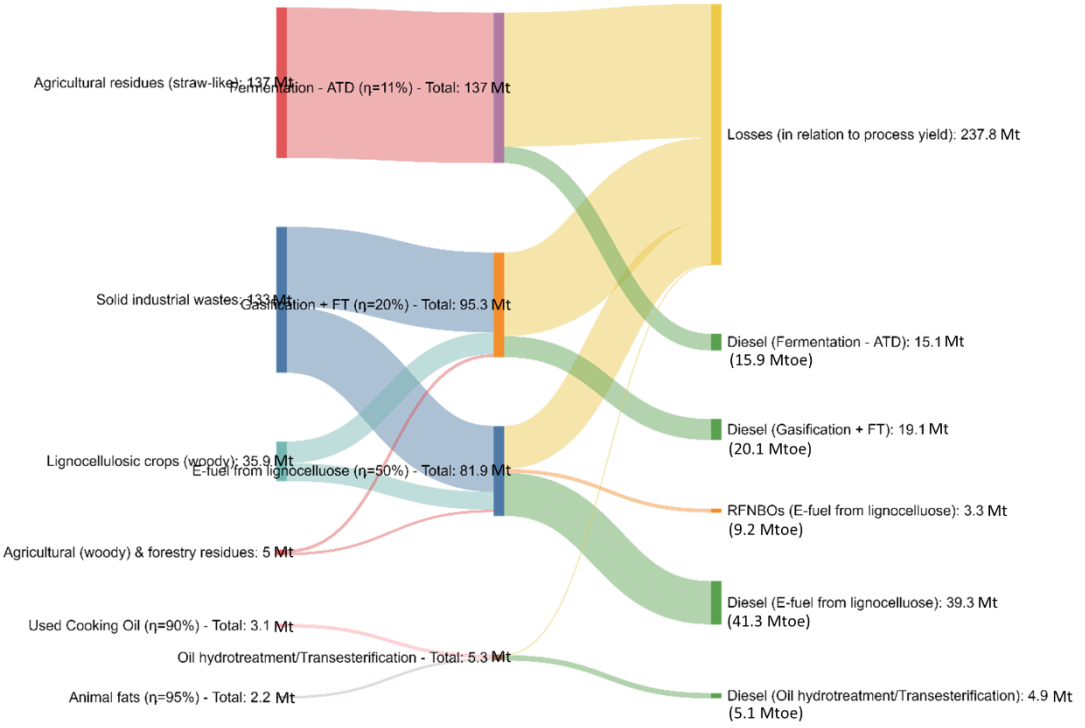 Agricultural residues (straw-like): 137 Mt
Fermentation - ATD (η=11%) - Total: 137 Mt
Losses (in relation to process yield): 237.8 Mt
Solid industrial wastes: 133 Mt
Gasification + FT (η=20%) - Total: 95.3 Mt
Diesel (Fermentation - ATD): 15.1 Mt
(15.9 Mtoe)
Diesel (Gasification + FT): 19.1 Mt
(20.1 Mtoe)
Lignocellulosic crops (woody): 35.9 Mt
E-fuel from lignocelluose (η=50%) - Total: 81.9 Mt
RFNBOs (E-fuel from lignocelluose): 3.3 Mt
(9.2 Mtoe)
Agricultural (woody) & forestry residues: 5 Mt
Diesel (E-fuel from lignocelluose): 39.3 Mt
(41.3 Mtoe)
Used Cooking Oil (η=90%) - Total: 3.1 Mt
Oil hydrotreatment/Transesterification - Total: 5.3 Mt
Animal fats (η=95%) - Total: 2.2 Mt
Diesel (Oil hydrotreatment/Transesterification): 4.9 Mt
(5.1 Mtoe)